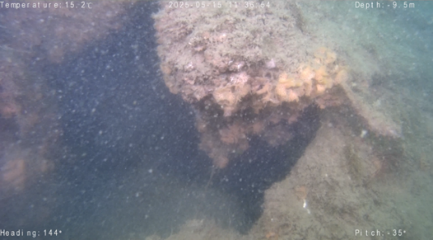 Temperature: 15.2c
Depth: -9.5m
Heading: 144°
Pitch: -35°